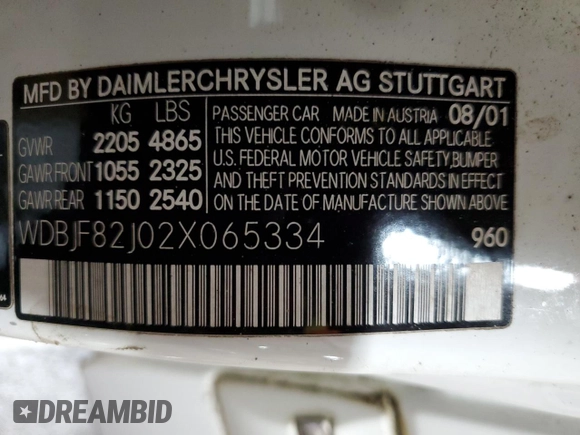 MFD BY DAIMLERCHRYSLER AG STUTTGART
KG LBS
GVWR 2205 4865
GAWR FRONT 1055 2325
GAWR REAR 1150 2540
PASSENGER CAR MADE IN AUSTRIA 08/01
THIS VEHICLE CONFORMS TO ALL APPLICABLE
U.S. FEDERAL MOTOR VEHICLE SAFETY,BUMPER
AND THEFT PREVENTION STANDARDS IN EFFECT
ON THE DATE OF MANUFACTURE SHOWN ABOVE.
WDBJF82J02X065334 960
DREAMBID